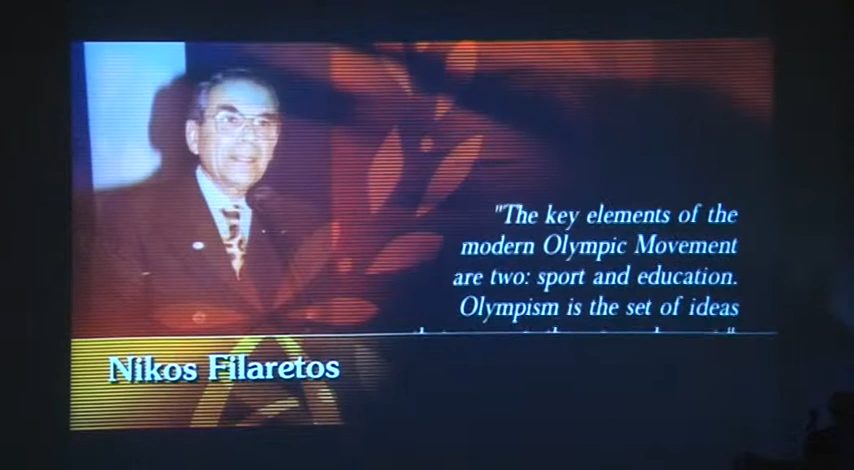 "The key elements of the
modern Olympic Movement
are two: sport and education.
Olympism is the set of ideas
Nikos Filaretos